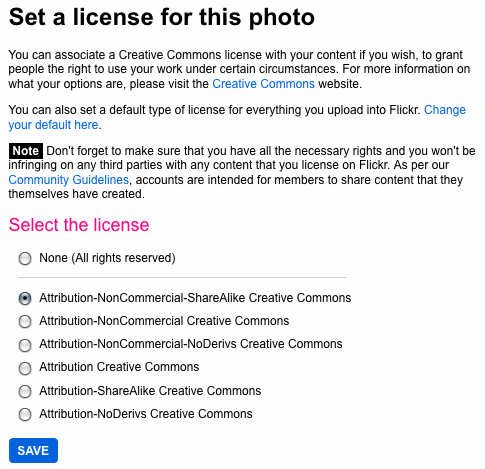 Set a license for this photo
You can associate a Creative Commons license with your content if you wish, to grant
people the right to use your work under certain circumstances. For more information on
what your options are, please visit the Creative Commons website.
You can also set a default type of license for everything you upload into Flickr. Change
your default here.
Note Don't forget to make sure that you have all the necessary rights and you won't be
infringing on any third parties with any content that you license on Flickr. As per our
Community Guidelines, accounts are intended for members to share content that they
themselves have created.
Select the license
None (All rights reserved)
Attribution-NonCommercial-ShareAlike Creative Commons
Attribution-NonCommercial Creative Commons
Attribution-NonCommercial-NoDerivs Creative Commons
Attribution Creative Commons
Attribution-ShareAlike Creative Commons
Attribution-NoDerivs Creative Commons
SAVE